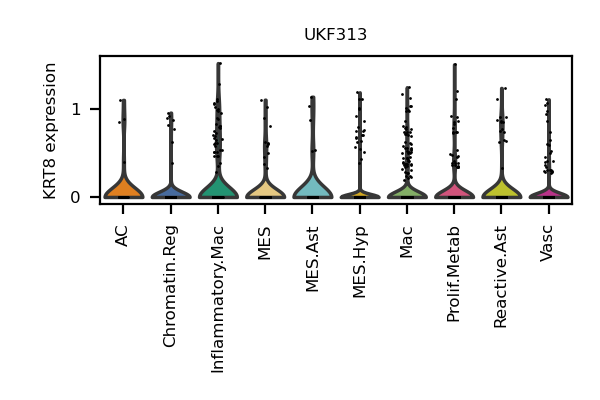 UKF313
KRT8 expression
1
0
AC
Chromatin.Reg
Inflammatory.Mac
MES
MES.Ast
MES.Hyp
Mac
Prolif.Metab
Reactive.Ast
Vasc